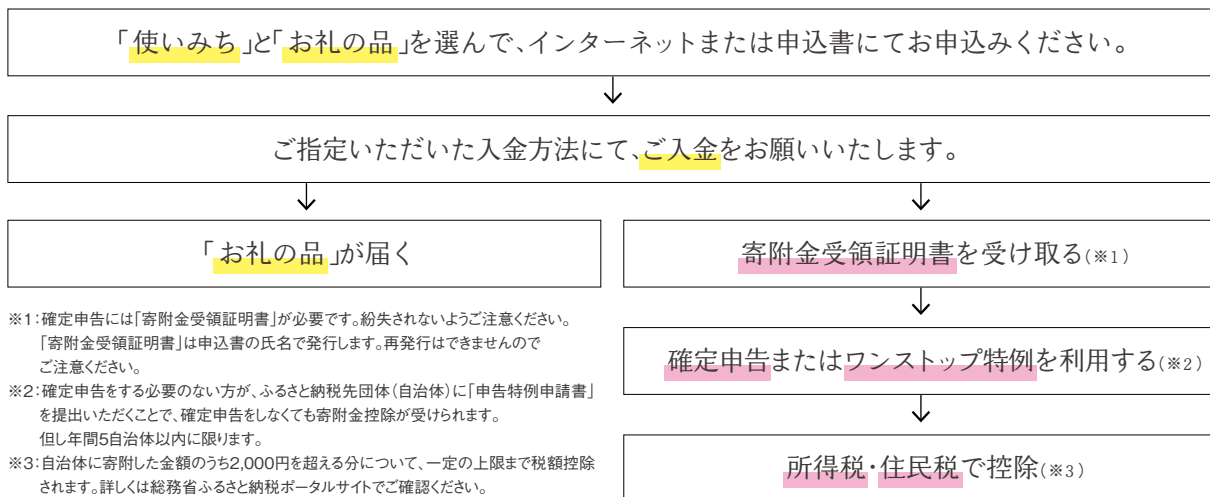 「使いみち」と「お礼の品」を選んで、インターネットまたは申込書にてお申込みください。
ご指定いただいた入金方法にて、ご入金をお願いいたします。
「お礼の品」が届く
寄附金受領証明書を受け取る(※1)
確定申告またはワンストップ特例を利用する(※2)
所得税・住民税で控除(※3)
※1：確定申告には「寄附金受領証明書」が必要です。紛失されないようご注意ください。
「寄附金受領証明書」は申込書の氏名で発行します。再発行はできませんので
ご注意ください。
※2：確定申告をする必要のない方が、ふるさと納税先団体(自治体)に「申告特例申請書」
を提出いただくことで、確定申告をしなくても寄附金控除が受けられます。
但し年間5自治体以内に限ります。
※3：自治体に寄附した金額のうち2,000円を超える分について、一定の上限まで税額控除
されます。詳しくは総務省ふるさと納税ポータルサイトでご確認ください。